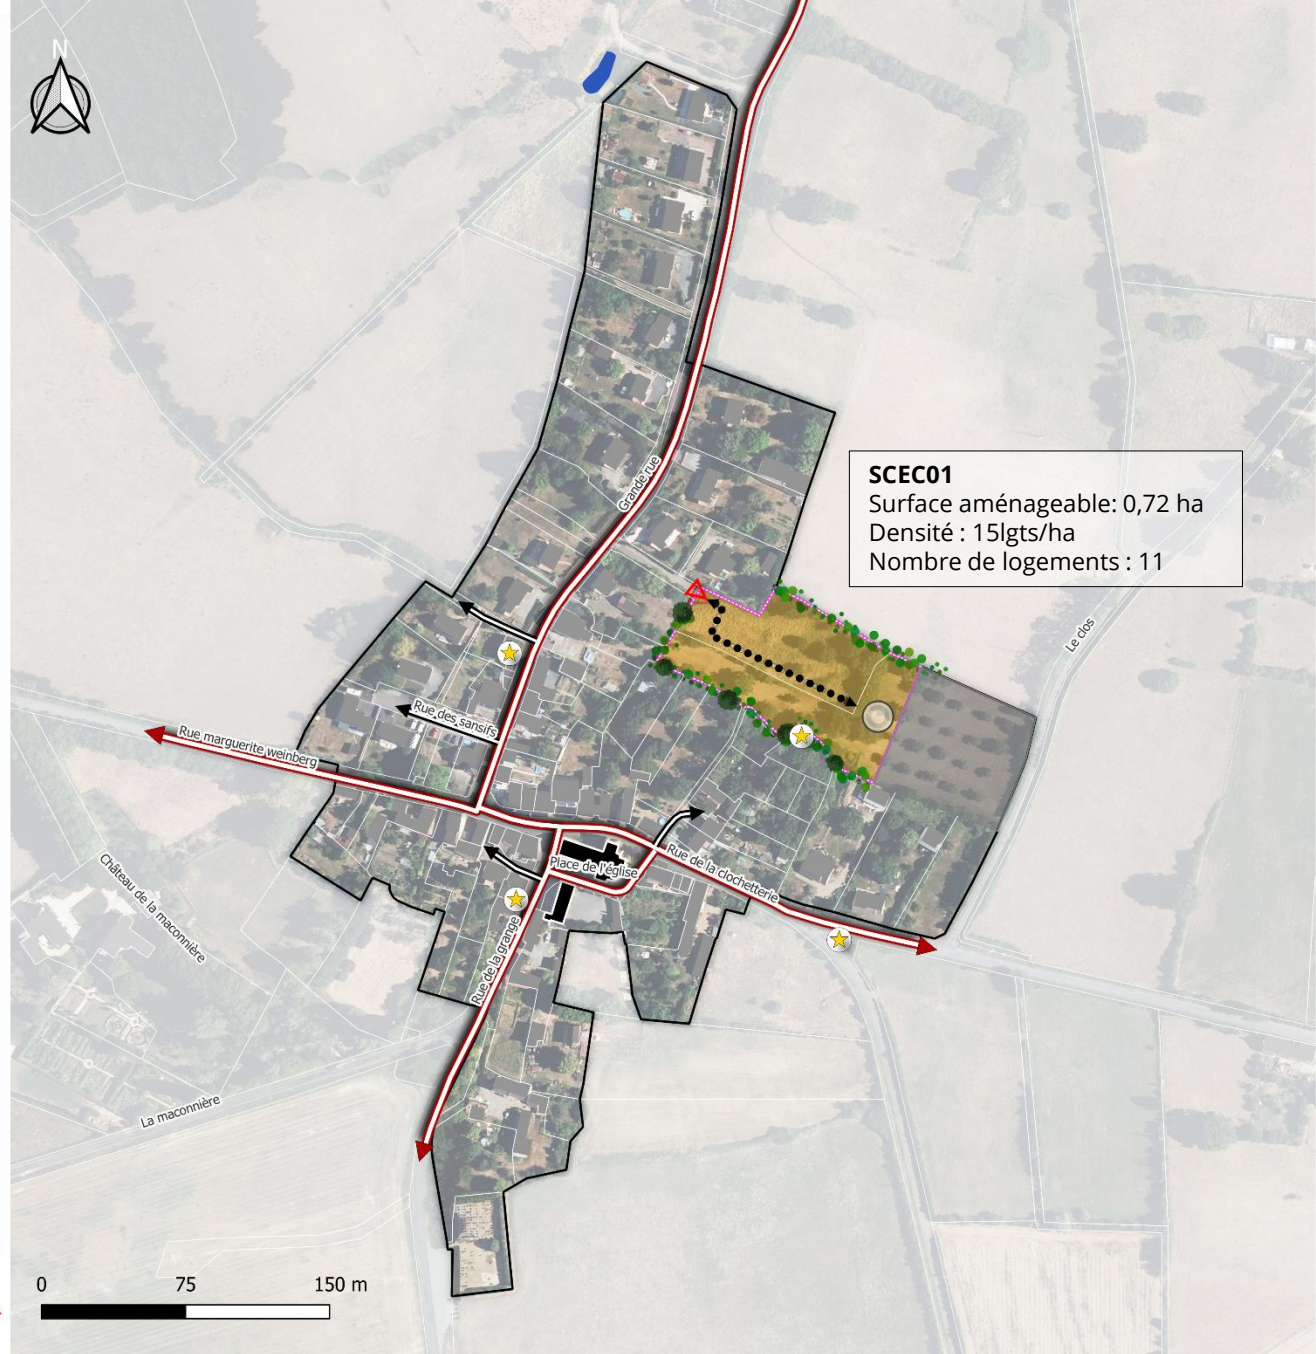 N
SCEC01
Surface aménageable: 0,72 ha
Densité : 15lgts/ha
Nombre de logements : 11
Grande rue
Le clos
Rue des sansifs
Rue marguerite weinberg
Place de l'église
Rue de la clochetterie
Château de la maconnière
Rue de la grange
La maconnière
0 75 150 m